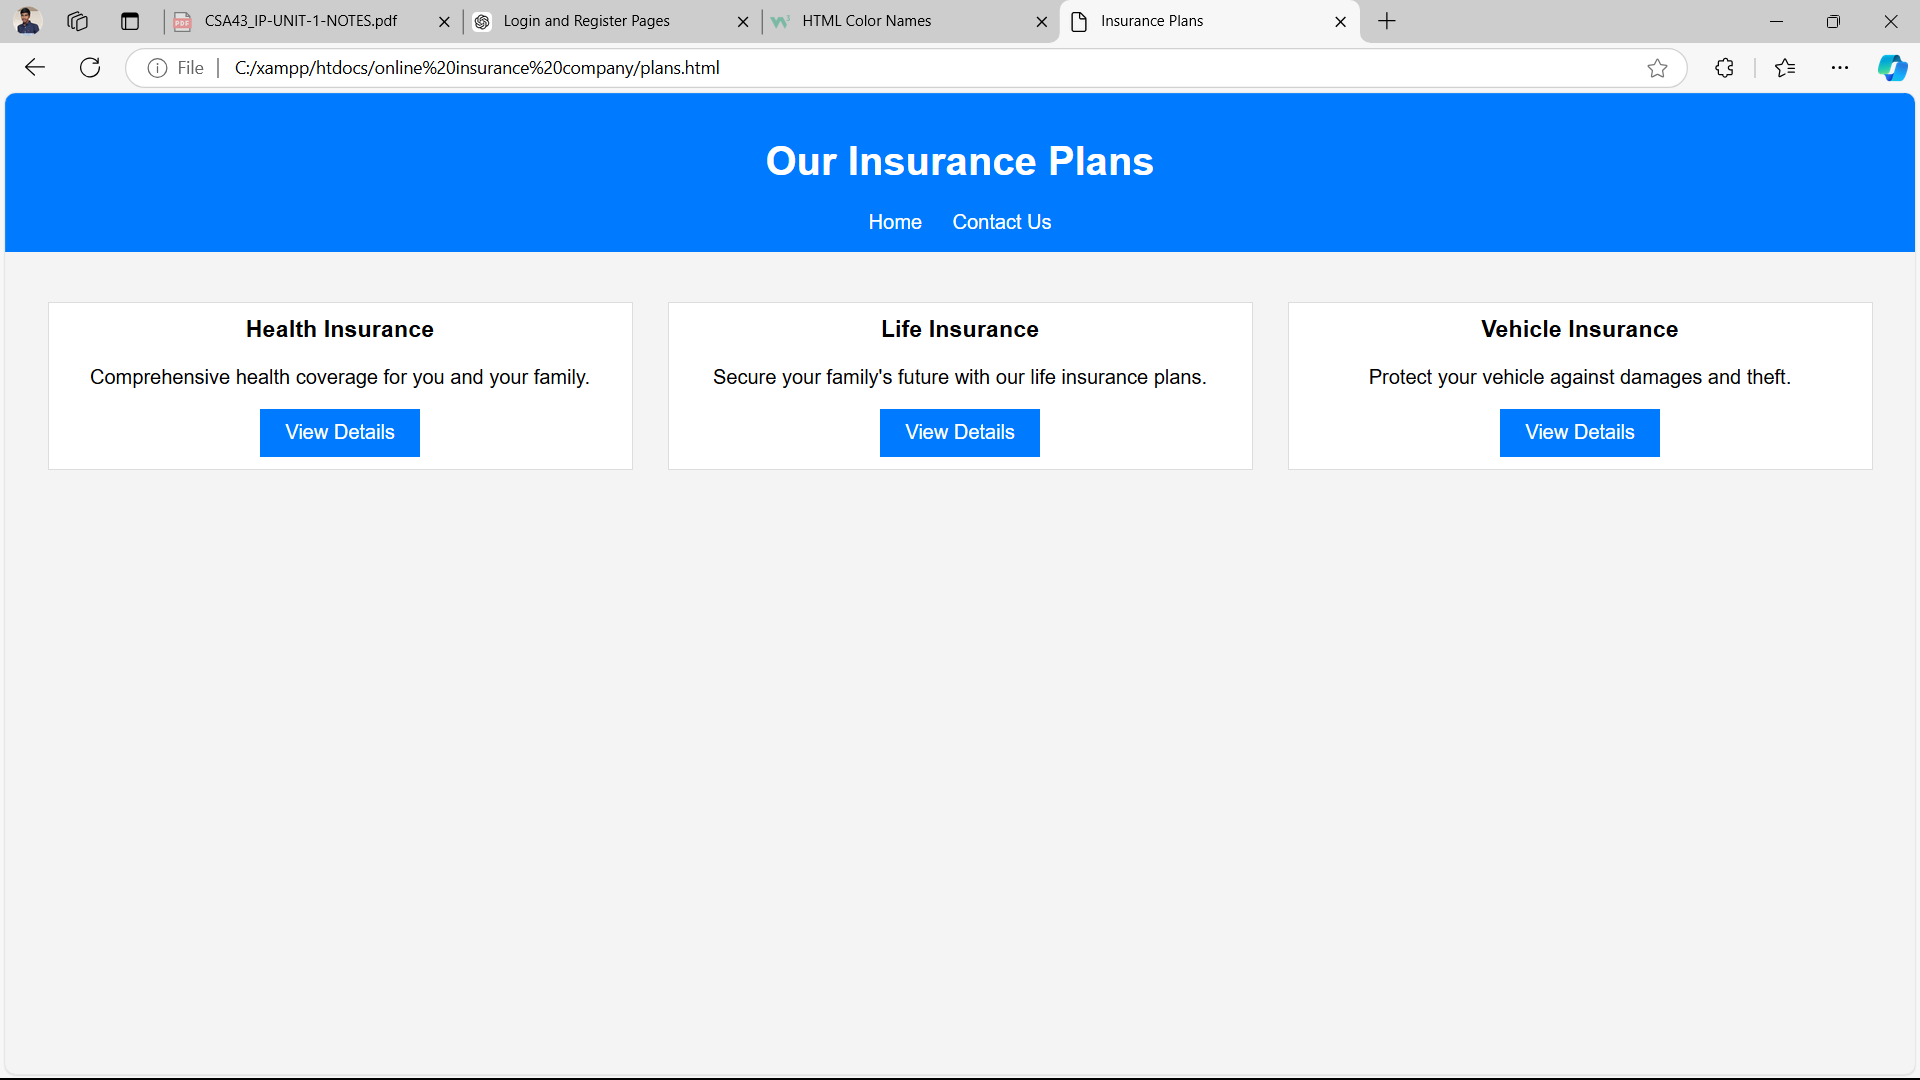 CSA43_IP-UNIT-1-NOTES.pdf
Login and Register Pages
HTML Color Names
Insurance Plans
File
C:/xampp/htdocs/online%20insurance%20company/plans.html
Our Insurance Plans
Home Contact Us
Health Insurance
Comprehensive health coverage for you and your family.
View Details
Life Insurance
Secure your family's future with our life insurance plans.
View Details
Vehicle Insurance
Protect your vehicle against damages and theft.
View Details